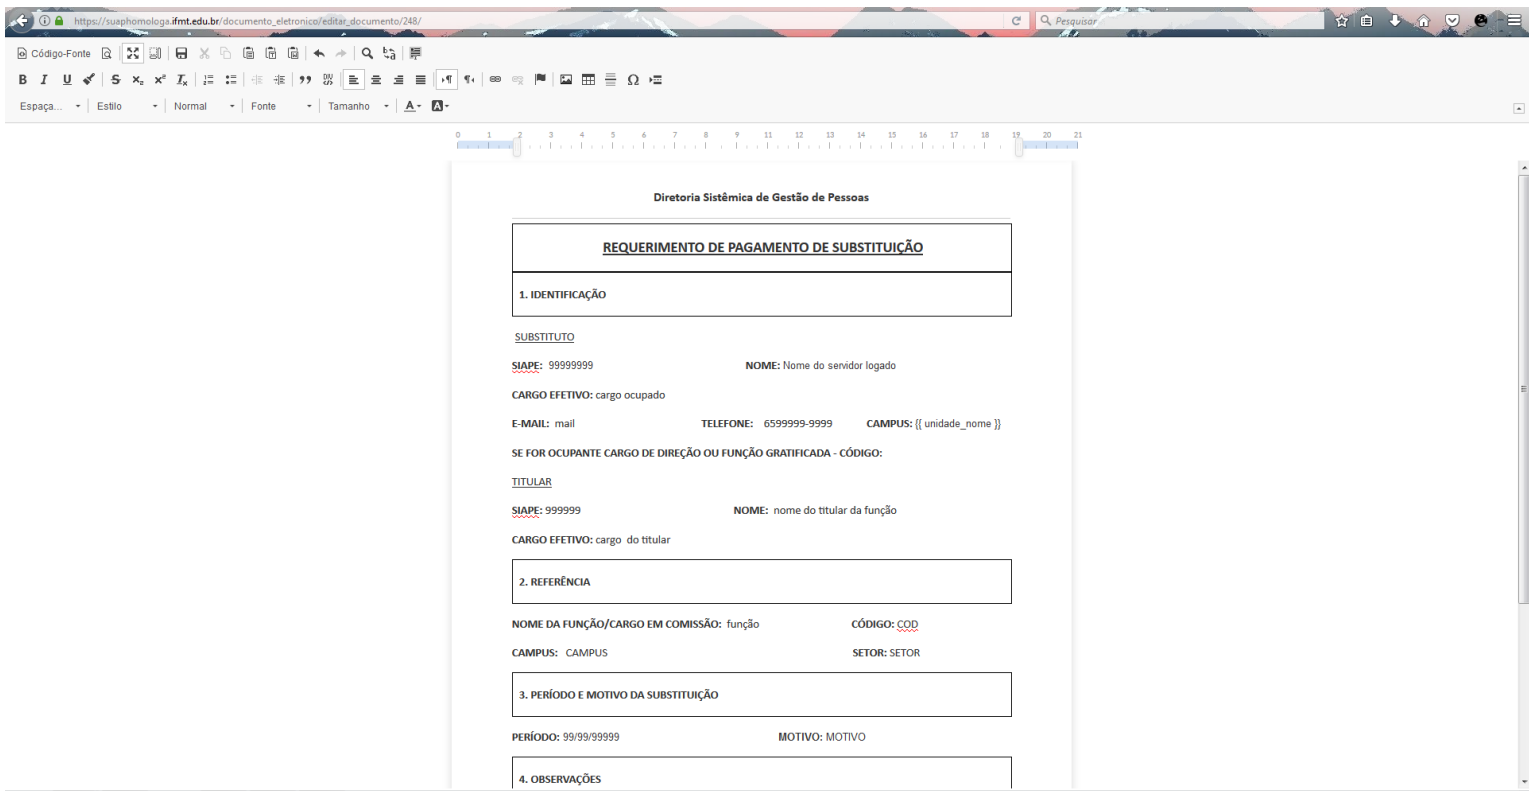 https://suaphomologa.ifmt.edu.br/documento_eletronico/editar_documento/248/
Pesquisar
Código-Fonte
Espaça... Estilo Normal Fonte Tamanho
0 1 2 3 4 5 6 7 8 9 11 12 13 14 15 16 17 18 19 20 21
Diretoria Sistêmica de Gestão de Pessoas
REQUERIMENTO DE PAGAMENTO DE SUBSTITUIÇÃO
1. IDENTIFICAÇÃO
SUBSTITUTO
SIAPE: 99999999 NOME: Nome do servidor logado
CARGO EFETIVO: cargo ocupado
E-MAIL: mail TELEFONE: 6599999-9999 CAMPUS: {{ unidade_nome }}
SE FOR OCUPANTE CARGO DE DIREÇÃO OU FUNÇÃO GRATIFICADA - CÓDIGO:
TITULAR
SIAPE: 999999 NOME: nome do titular da função
CARGO EFETIVO: cargo do titular
2. REFERÊNCIA
NOME DA FUNÇÃO/CARGO EM COMISSÃO: função CÓDIGO: COD
CAMPUS: CAMPUS SETOR: SETOR
3. PERÍODO E MOTIVO DA SUBSTITUIÇÃO
PERÍODO: 99/99/99999 MOTIVO: MOTIVO
4. OBSERVAÇÕES